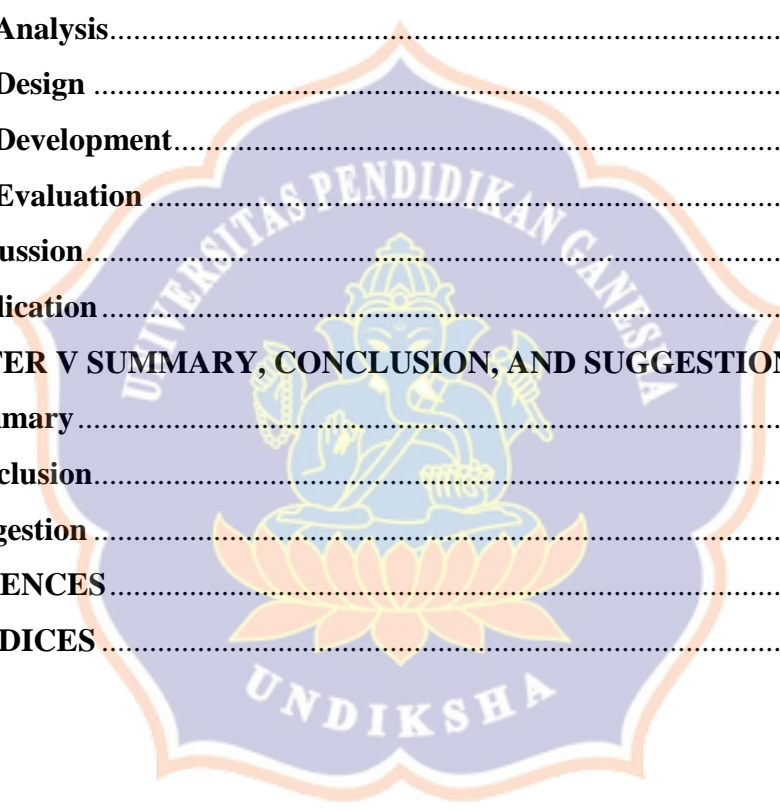 Analysis................................................................
Design................................................................
Development................................................................
Evaluation................................................................
ussion................................................................
lication................................................................
TER V SUMMARY, CONCLUSION, AND SUGGESTION
mary................................................................
clusion................................................................
gestion................................................................
ENCES................................................................
DICES................................................................
UNIVERSITAS PENDIDIKAN GANESHA
UNDIKSHA